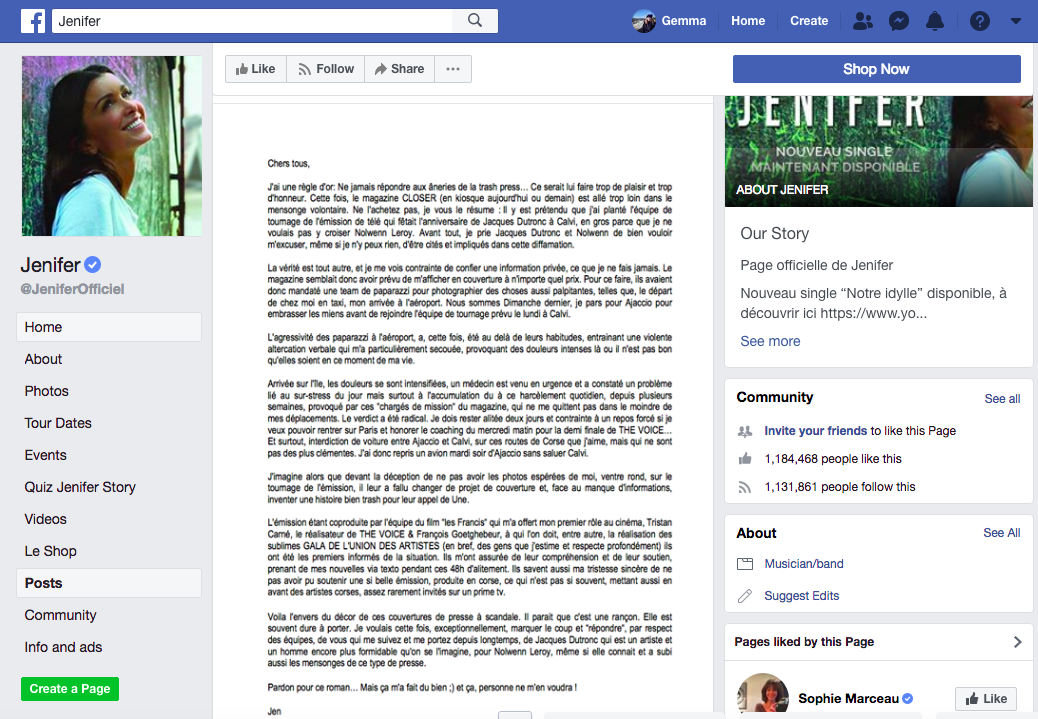 Jenifer
Gemma
Home
Create
Like
Follow
Share
Shop Now
Jenifer
@JeniferOfficiel
Home
About
Photos
Tour Dates
Events
Quiz Jenifer Story
Videos
Le Shop
Posts
Community
Info and ads
Create a Page
Chers tous,
J'ai une règle d'or: Ne jamais répondre aux âneries de la trash press... Ce serait lui faire trop de plaisir et trop
d'honneur. Cette fois, le magazine CLOSER (en kiosque aujourd'hui ou demain) est allé trop loin dans le
mensonge volontaire. Ne l'achetez pas, je vous le résume : Il y est prétendu que j'ai planté l'équipe de
tournage de l'émission de télé qui fêtait l'anniversaire de Jacques Dutronc à Calvi, en gros parce que je ne
voulais pas y croiser Nolwenn Leroy. Avant tout, je prie Jacques Dutronc et Nolwenn de bien vouloir
m'excuser, même si je n'y peux rien, d'être cités et impliqués dans cette diffamation.
La vérité est tout autre, et je me vois contrainte de confier une information privée, ce que je ne fais jamais. Le
magazine semblait donc avoir prévu de m'afficher en couverture à n'importe quel prix. Pour ce faire, ils avaient
donc mandaté une team de paparazzi pour photographier des choses aussi palpitantes, telles que, le départ
de chez moi en taxi, mon arrivée à l'aéroport. Nous sommes Dimanche dernier, je pars pour Ajaccio pour
embrasser les miens avant de rejoindre l'équipe de tournage prévu le lundi à Calvi.
L'agressivité des paparazzi à l'aéroport, a, cette fois, été au delà de leurs habitudes, entrainant une violente
altercation verbale qui m'a particulièrement secouée, provoquant des douleurs intenses là ou il n'est pas bon
qu'elles soient en ce moment de ma vie.
Arrivée sur l'île, les douleurs se sont intensifiées, un médecin est venu en urgence et a constaté un problème
lié au sur-stress du jour mais surtout à l'accumulation du à ce harcèlement quotidien, depuis plusieurs
semaines, provoqué par ces "chargés de mission" du magazine, qui ne me quittent pas dans le moindre de
mes déplacements. Le verdict a été radical. Je dois rester alitée deux jours et contrainte à un repos forcé si je
veux pouvoir rentrer sur Paris et honorer le coaching du mercredi matin pour la demi finale de THE VOICE...
Et surtout, interdiction de voiture entre Ajaccio et Calvi, sur ces routes de Corse que j'aime, mais qui ne sont
pas des plus clémentes. J'ai donc repris un avion mardi soir d'Ajaccio sans saluer Calvi.
J'imagine alors que devant la déception de ne pas avoir les photos espérées de moi, ventre rond, sur le
tournage de l'émission, il leur a fallu changer de projet de couverture et, face au manque d'informations,
inventer une histoire bien trash pour leur appel de Une.
L'émission étant coproduite par l'équipe du film "les Francis" qui m'a offert mon premier rôle au cinéma, Tristan
Carné, le réalisateur de THE VOICE & François Goetghebeur, à qui l'on doit, entre autre, la réalisation des
sublimes GALA DE L'UNION DES ARTISTES (en bref, des gens que j'estime et respecte profondément) ils
ont été les premiers informés de la situation. Ils m'ont assurée de leur compréhension et de leur soutien,
prenant de mes nouvelles via texto pendant ces 48h d'alitement. Ils savent aussi ma tristesse sincère de ne
pas avoir pu soutenir une si belle émission, produite en corse, ce qui n'est pas si souvent, mettant aussi en
avant des artistes corses, assez rarement invités sur un prime tv.
Voila l'envers du décor de ces couvertures de presse à scandale. Il parait que c'est une rançon. Elle est
souvent dure à porter. Je voulais cette fois, exceptionnellement, marquer le coup et "répondre", par respect
des équipes, de vous qui me suivez et me portez depuis longtemps, de Jacques Dutronc qui est un artiste et
un homme encore plus formidable qu'on se l'imagine, pour Nolwenn Leroy, même si elle connait et a subi
aussi les mensonges de ce type de presse.
Pardon pour ce roman... Mais ça m'a fait du bien ;) et ça, personne ne m'en voudra !
Jen
JENIFER
NOUVEAU SINGLE
MAINTENANT DISPONIBLE
ABOUT JENIFER
Our Story
Page officielle de Jenifer
Nouveau single “Notre idylle” disponible, à
découvrir ici https://www.yo...
See more
Community
See all
Invite your friends to like this Page
1,184,468 people like this
1,131,861 people follow this
About
See All
Musician/band
Suggest Edits
Pages liked by this Page
Sophie Marceau
Like